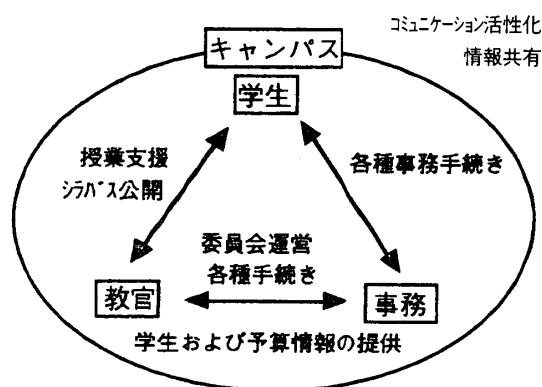 コミュニケーション活性化
情報共有
キャンパス
学生
授業支援
シラバス公開
各種事務手続き
委員会運営
各種手続き
教官
事務
学生および予算情報の提供